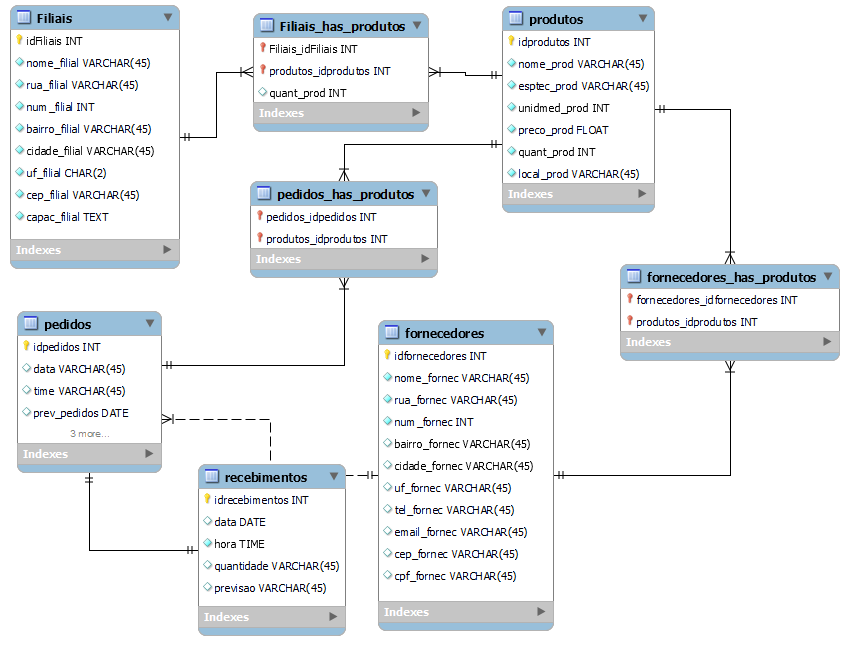 Filiais
idFiliais INT
nome_filial VARCHAR(45)
rua_filial VARCHAR(45)
num_filial INT
bairro_filial VARCHAR(45)
cidade_filial VARCHAR(45)
uf_filial CHAR(2)
cep_filial VARCHAR(45)
capac_filial TEXT
Indexes
Filiais_has_produtos
Filiais_idFiliais INT
produtos_idprodutos INT
quant_prod INT
Indexes
produtos
idprodutos INT
nome_prod VARCHAR(45)
esptec_prod VARCHAR(45)
unidmed_prod INT
preco_prod FLOAT
quant_prod INT
local_prod VARCHAR(45)
Indexes
pedidos_has_produtos
pedidos_idpedidos INT
produtos_idprodutos INT
Indexes
fornecedores_has_produtos
fornecedores_idfornecedores INT
produtos_idprodutos INT
Indexes
pedidos
idpedidos INT
data VARCHAR(45)
time VARCHAR(45)
prev_pedidos DATE
3 more...
Indexes
fornecedores
idfornecedores INT
nome_fornec VARCHAR(45)
rua_fornec VARCHAR(45)
num_fornec INT
bairro_fornec VARCHAR(45)
cidade_fornec VARCHAR(45)
uf_fornec VARCHAR(45)
tel_fornec VARCHAR(45)
email_fornec VARCHAR(45)
cep_fornec VARCHAR(45)
cpf_fornec VARCHAR(45)
Indexes
recebimentos
idrecebimentos INT
data DATE
hora TIME
quantidade VARCHAR(45)
previsao VARCHAR(45)
Indexes